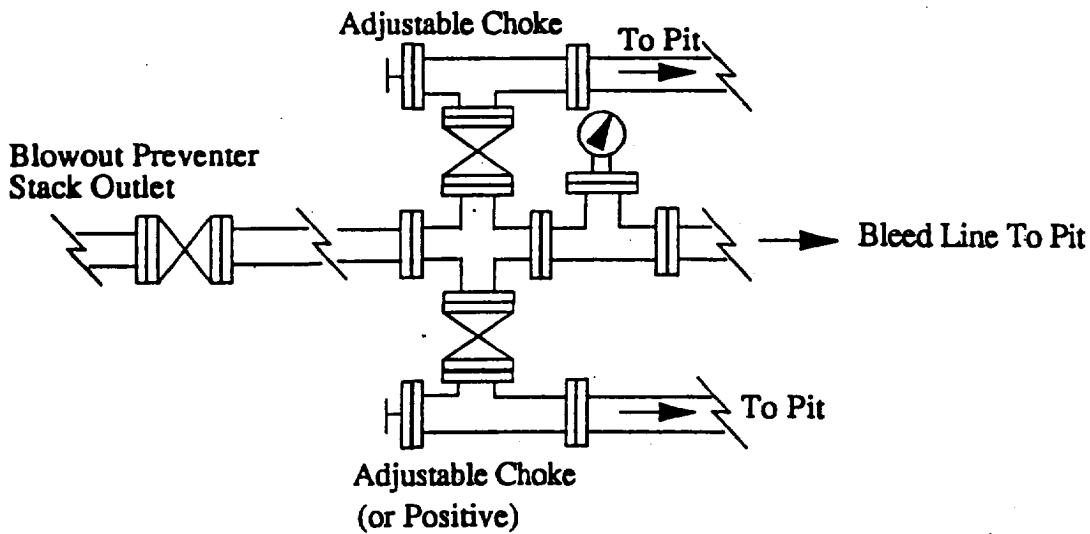 Adjustable Choke
To Pit
Blowout Preventer
Stack Outlet
Bleed Line To Pit
To Pit
Adjustable Choke
(or Positive)